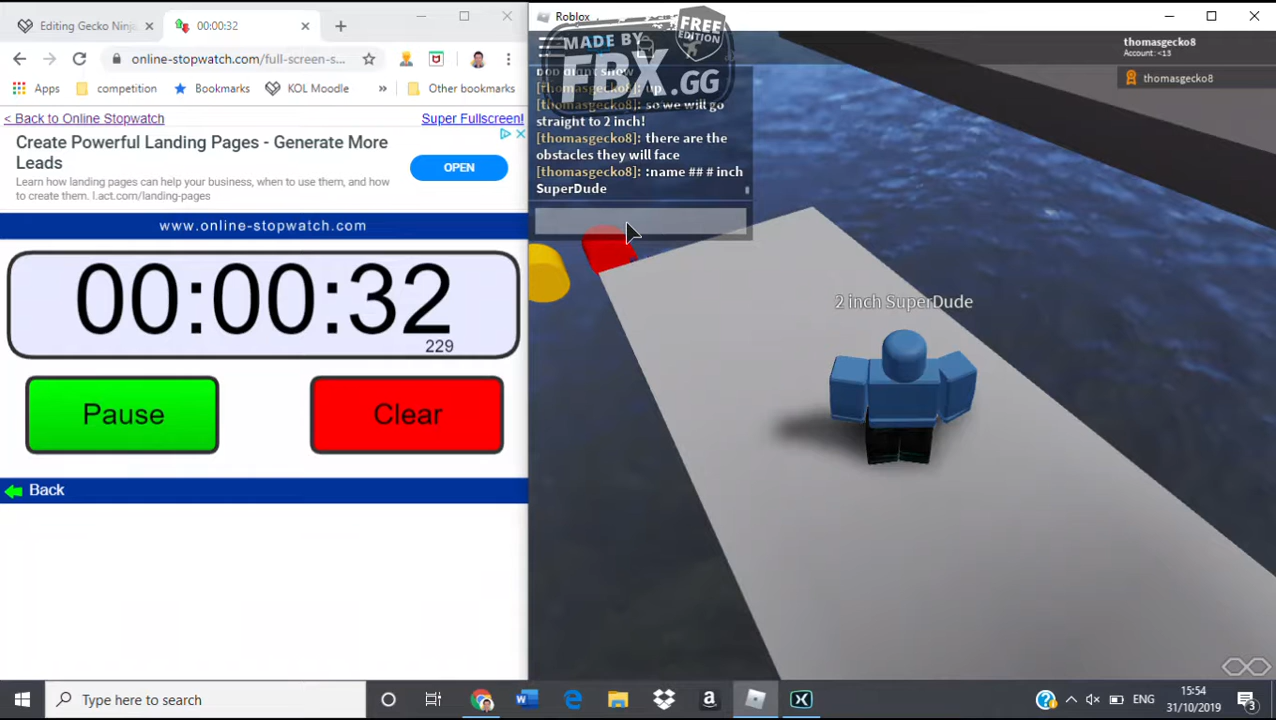 Editing Gecko Ninja
00:00:32
online-stopwatch.com/full-screen-s...
Apps
competition
Bookmarks
KOL Moodle
Other bookmarks
< Back to Online Stopwatch
Super Fullscreen!
Create Powerful Landing Pages - Generate More
Leads
OPEN
Learn how landing pages can help your business, when to use them, and how
to create them. l.act.com/landing-pages
www.online-stopwatch.com
00:00:32
229
Pause
Clear
Back
Roblox
MADE BY
FREE
EDITION
FBX.GG
thomasgecko8
Account: <13
thomasgecko8
[thomasgecko8]: up
[thomasgecko8]: so we will go
straight to 2 inch!
[thomasgecko8]: there are the
obstacles they will face
[thomasgecko8]: :name ## # inch
SuperDude
2 inch SuperDude
Type here to search
ENG
15:54
31/10/2019
3